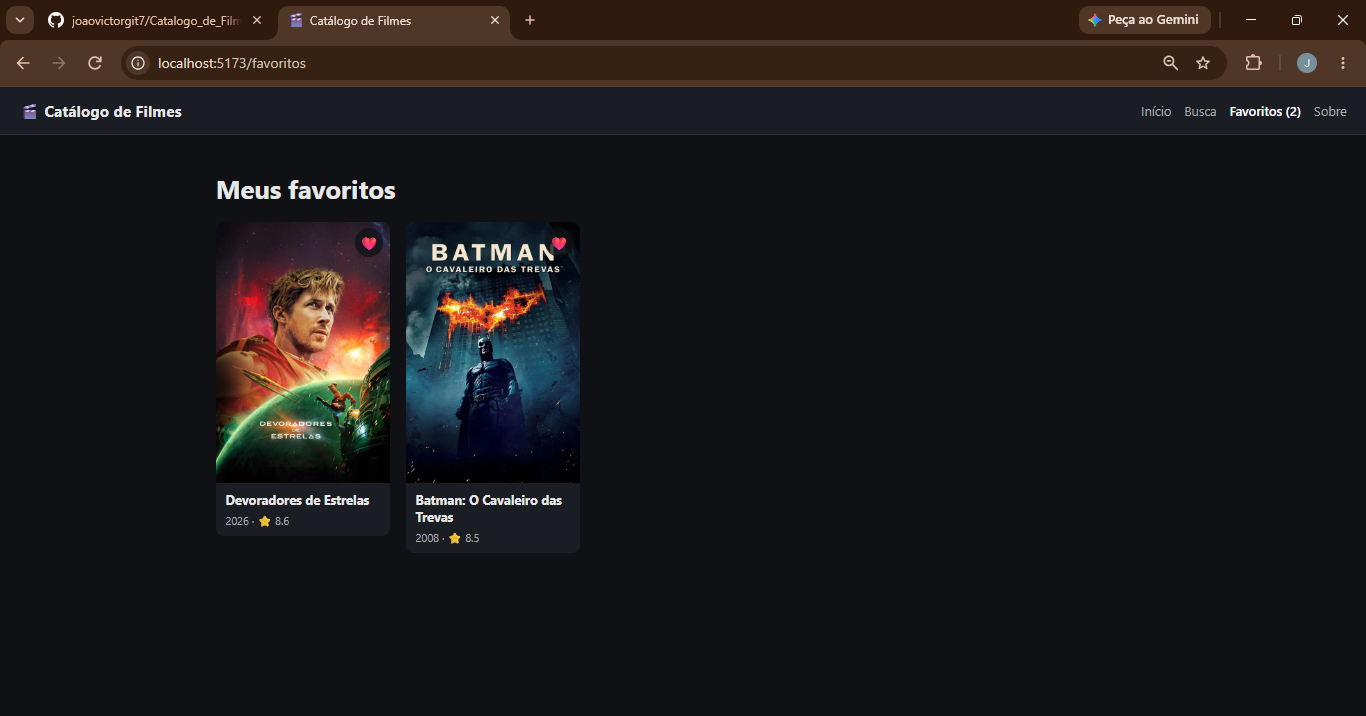 joaovictorgit7/Catalogo_de_Film
Catálogo de Filmes
Peça ao Gemini
localhost:5173/favoritos
J
Catálogo de Filmes
Início Busca Favoritos (2) Sobre
Meus favoritos
DEVORADORES
DE
ESTRELAS
BATMAN
O CAVALEIRO DAS TREVAS
Devoradores de Estrelas
2026 · 8.6
Batman: O Cavaleiro das
Trevas
2008 · 8.5